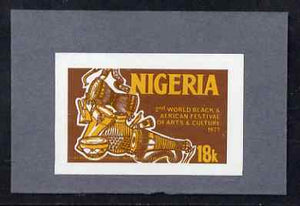 NIGERIA
2ND WORLD BLACK &
AFRICAN FESTIVAL
OF ARTS & CULTURE
1977
18k